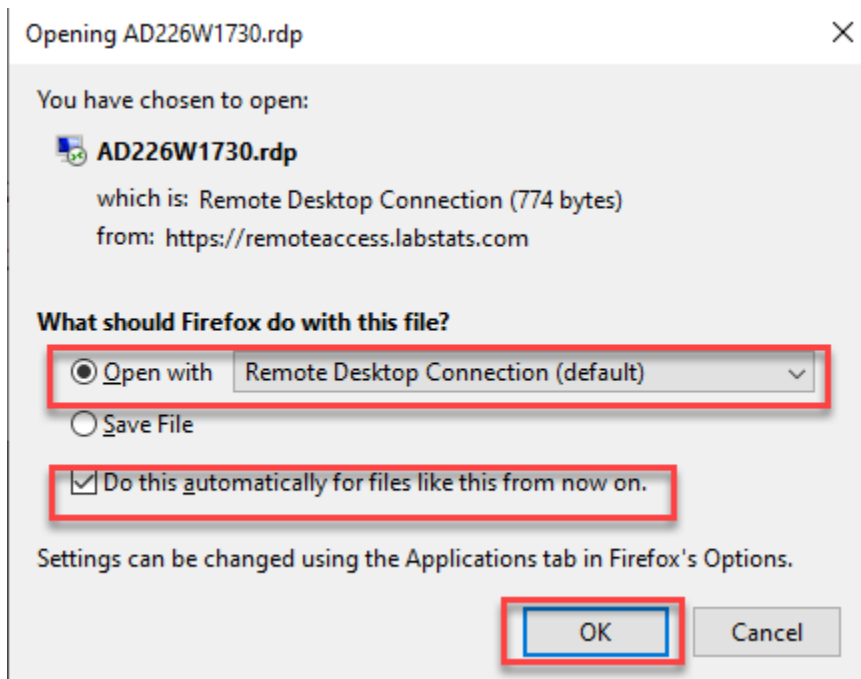 Opening AD226W1730.rdp
You have chosen to open:
AD226W1730.rdp
which is: Remote Desktop Connection (774 bytes)
from: https://remoteaccess.labstats.com
What should Firefox do with this file?
Open with Remote Desktop Connection (default)
Save File
Do this automatically for files like this from now on.
Settings can be changed using the Applications tab in Firefox's Options.
OK Cancel